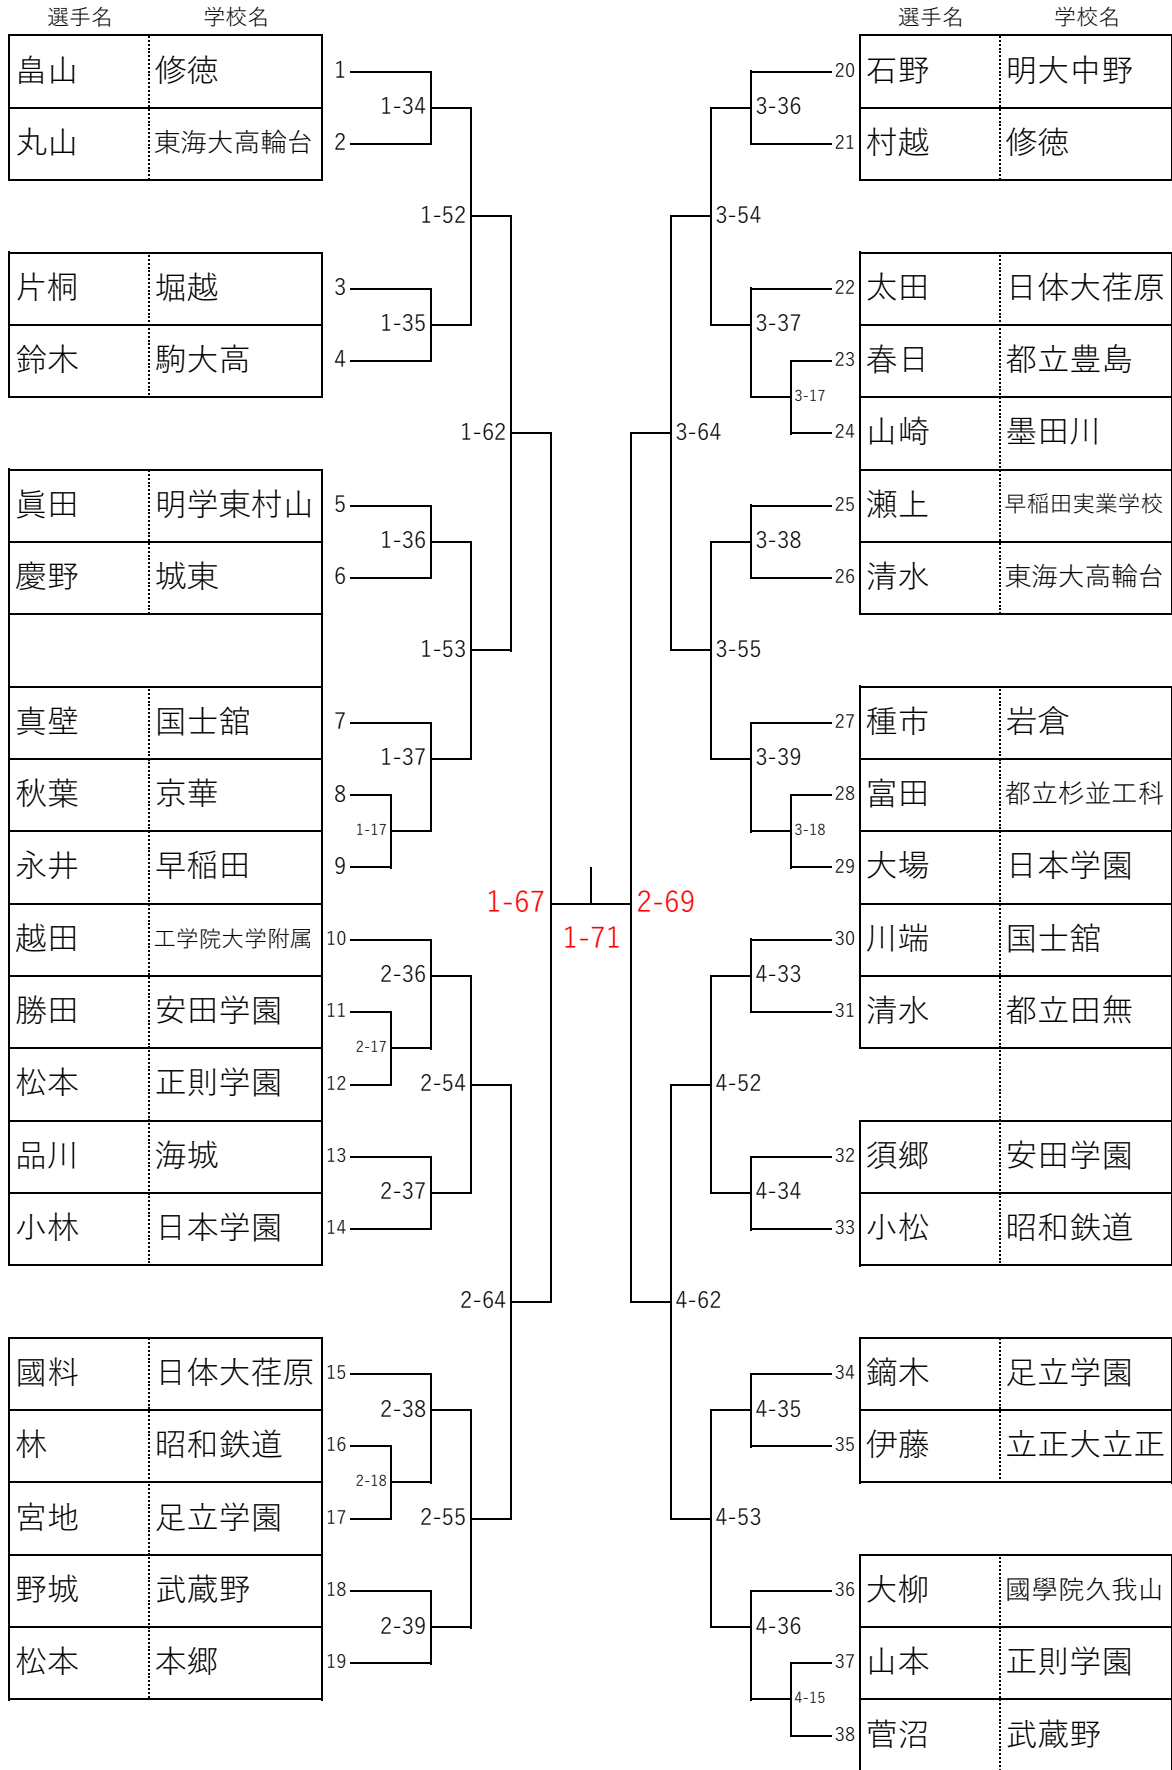 選手名 学校名
畠山 修徳 1
1-34
丸山 東海大高輪台 2
1-52
片桐 堀越 3
1-35
鈴木 駒大高 4
1-62
眞田 明学東村山 5
1-36
慶野 城東 6
1-53
真壁 国士舘 7
1-37
秋葉 京華 8
1-17
永井 早稲田 9
1-67
越田 工学院大学附属 10
2-36
勝田 安田学園 11
2-17
松本 正則学園 12
2-54
品川 海城 13
2-37
小林 日本学園 14
2-64
國料 日体大荏原 15
2-38
林 昭和鉄道 16
2-18
宮地 足立学園 17
2-55
野城 武蔵野 18
2-39
松本 本郷 19
1-71
選手名 学校名
20 石野 明大中野
3-36
21 村越 修徳
3-54
22 太田 日体大荏原
3-37
23 春日 都立豊島
3-17
24 山崎 墨田川
3-64
25 瀬上 早稲田実業学校
3-38
26 清水 東海大高輪台
3-55
27 種市 岩倉
3-39
28 富田 都立杉並工科
3-18
29 大場 日本学園
2-69
30 川端 国士舘
4-33
31 清水 都立田無
4-52
32 須郷 安田学園
4-34
33 小松 昭和鉄道
4-62
34 鏑木 足立学園
4-35
35 伊藤 立正大立正
4-53
36 大柳 國學院久我山
4-36
37 山本 正則学園
4-15
38 菅沼 武蔵野